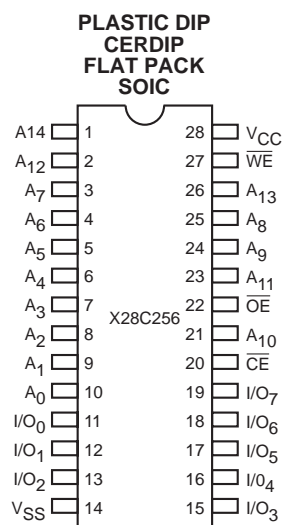 PLASTIC DIP
CERDIP
FLAT PACK
SOIC
A14 1 28 VCC
A12 2 27 WE
A7 3 26 A13
A6 4 25 A8
A5 5 24 A9
A4 6 23 A11
A3 7 22 OE
X28C256
A2 8 21 A10
A1 9 20 CE
A0 10 19 I/O7
I/O0 11 18 I/O6
I/O1 12 17 I/O5
I/O2 13 16 I/04
VSS 14 15 I/O3